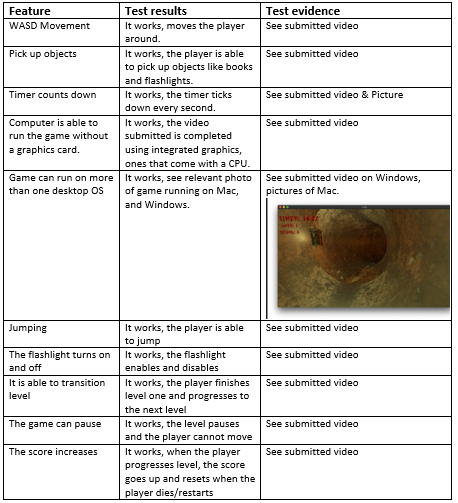 Feature Test results Test evidence
WASD Movement It works, moves the player See submitted video
around.
Pick up objects It works, the player is able See submitted video
to pick up objects like books
and flashlights.
Timer counts down It works, the timer ticks See submitted video & Picture
down every second.
Computer is able to It works, the video See submitted video
run the game without submitted is completed
a graphics card. using integrated graphics,
ones that come with a CPU.
Game can run on more It works, see relevant photo See submitted video on Windows,
than one desktop OS of game running on Mac, pictures of Mac.
and Windows.
Jumping It works, the player is able See submitted video
to jump
The flashlight turns on It works, the flashlight See submitted video
and off enables and disables
It is able to transition It works, the player finishes See submitted video
level level one and progresses to
the next level
The game can pause It works, the level pauses See submitted video
and the player cannot move
The score increases It works, when the player See submitted video
progresses level, the score
goes up and resets when the
player dies/restarts